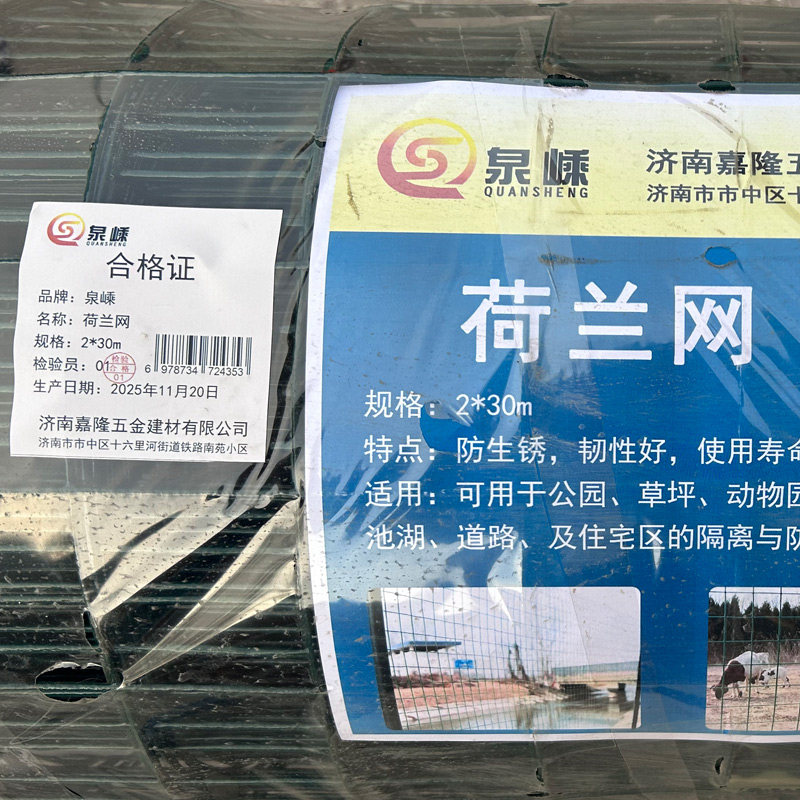 泉嵊
QUANSHENG
合格证
品牌：泉嵊
名称：荷兰网
规格：2*30m
检验员：01
检验
合格
01
6 978734 724353
生产日期：2025年11月20日
济南嘉隆五金建材有限公司
济南市市中区十六里河街道铁路南苑小区
泉嵊
QUANSHENG
济南嘉隆五
济南市市中区十
荷兰网
规格：2*30m
特点：防生锈，韧性好，使用寿命
适用：可用于公园、草坪、动物园
池湖、道路、及住宅区的隔离与防